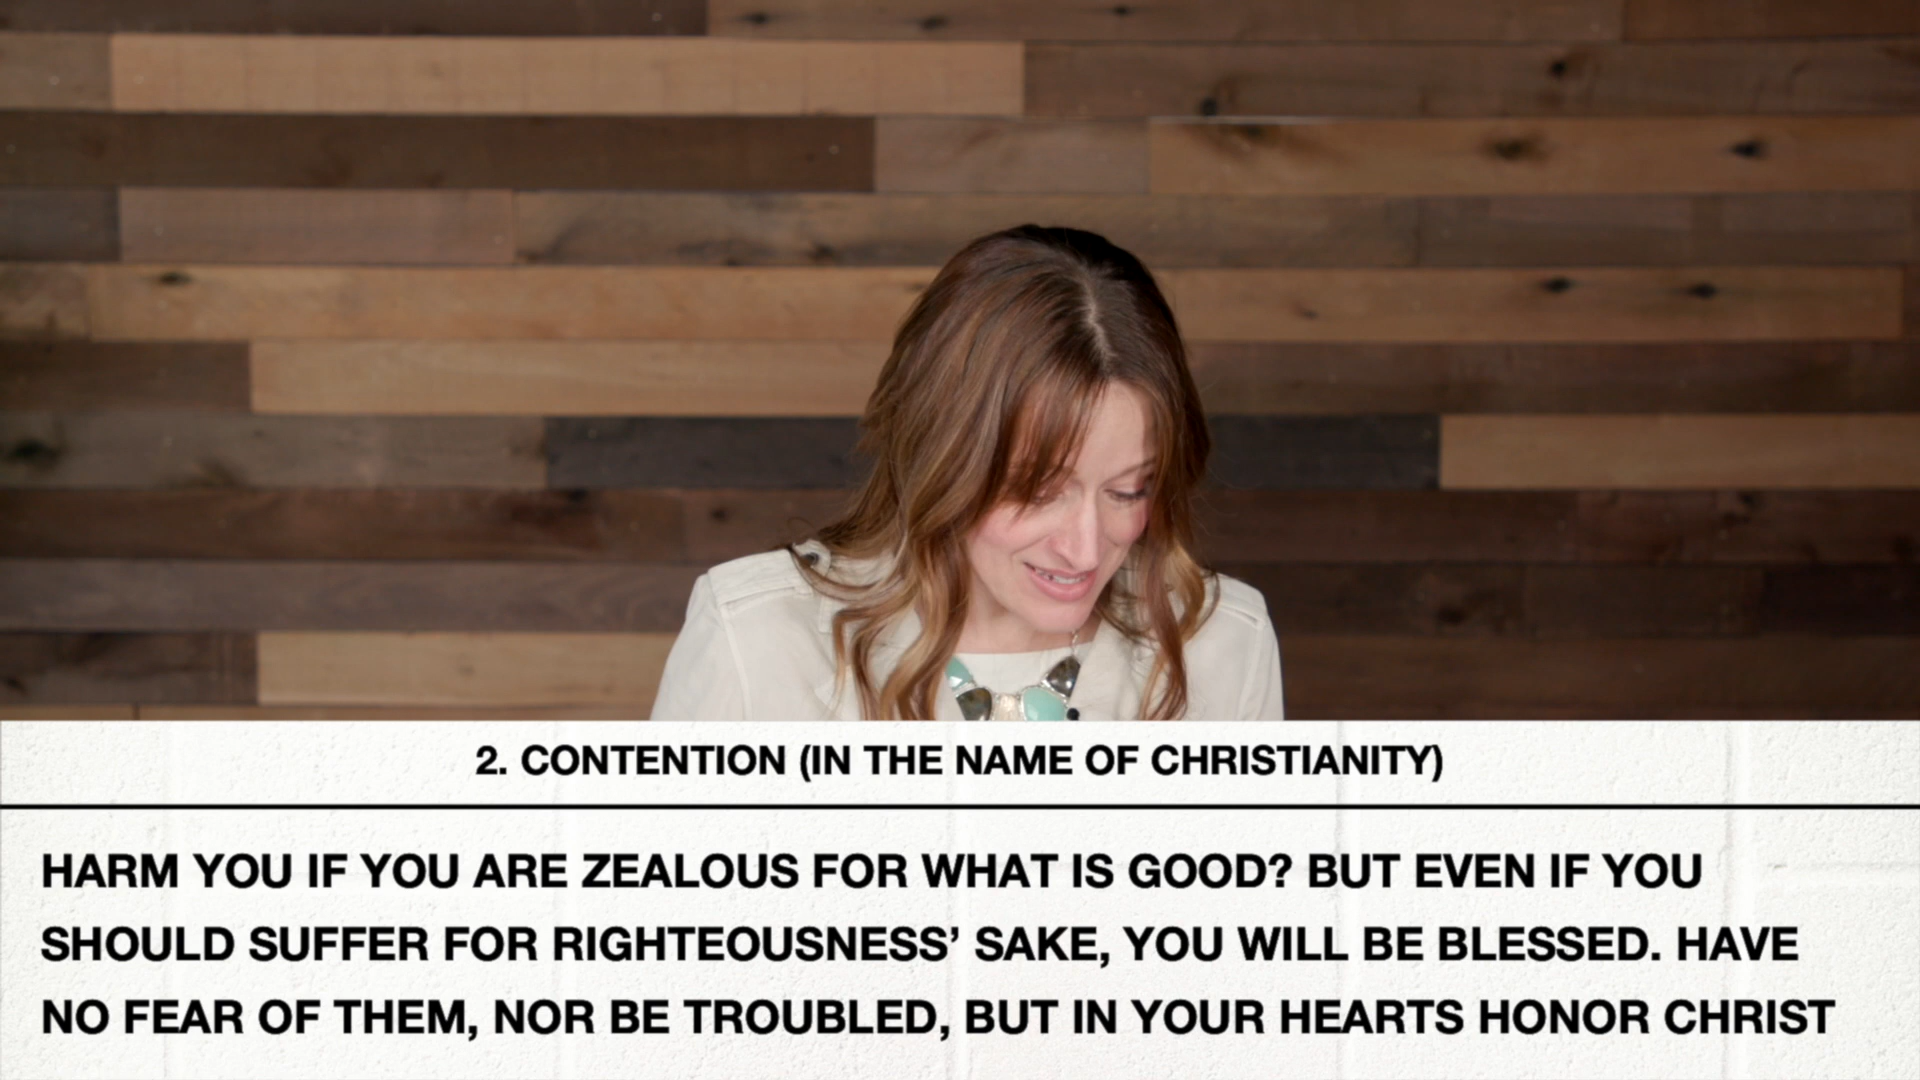 2. CONTENTION (IN THE NAME OF CHRISTIANITY)
HARM YOU IF YOU ARE ZEALOUS FOR WHAT IS GOOD? BUT EVEN IF YOU
SHOULD SUFFER FOR RIGHTEOUSNESS’ SAKE, YOU WILL BE BLESSED. HAVE
NO FEAR OF THEM, NOR BE TROUBLED, BUT IN YOUR HEARTS HONOR CHRIST